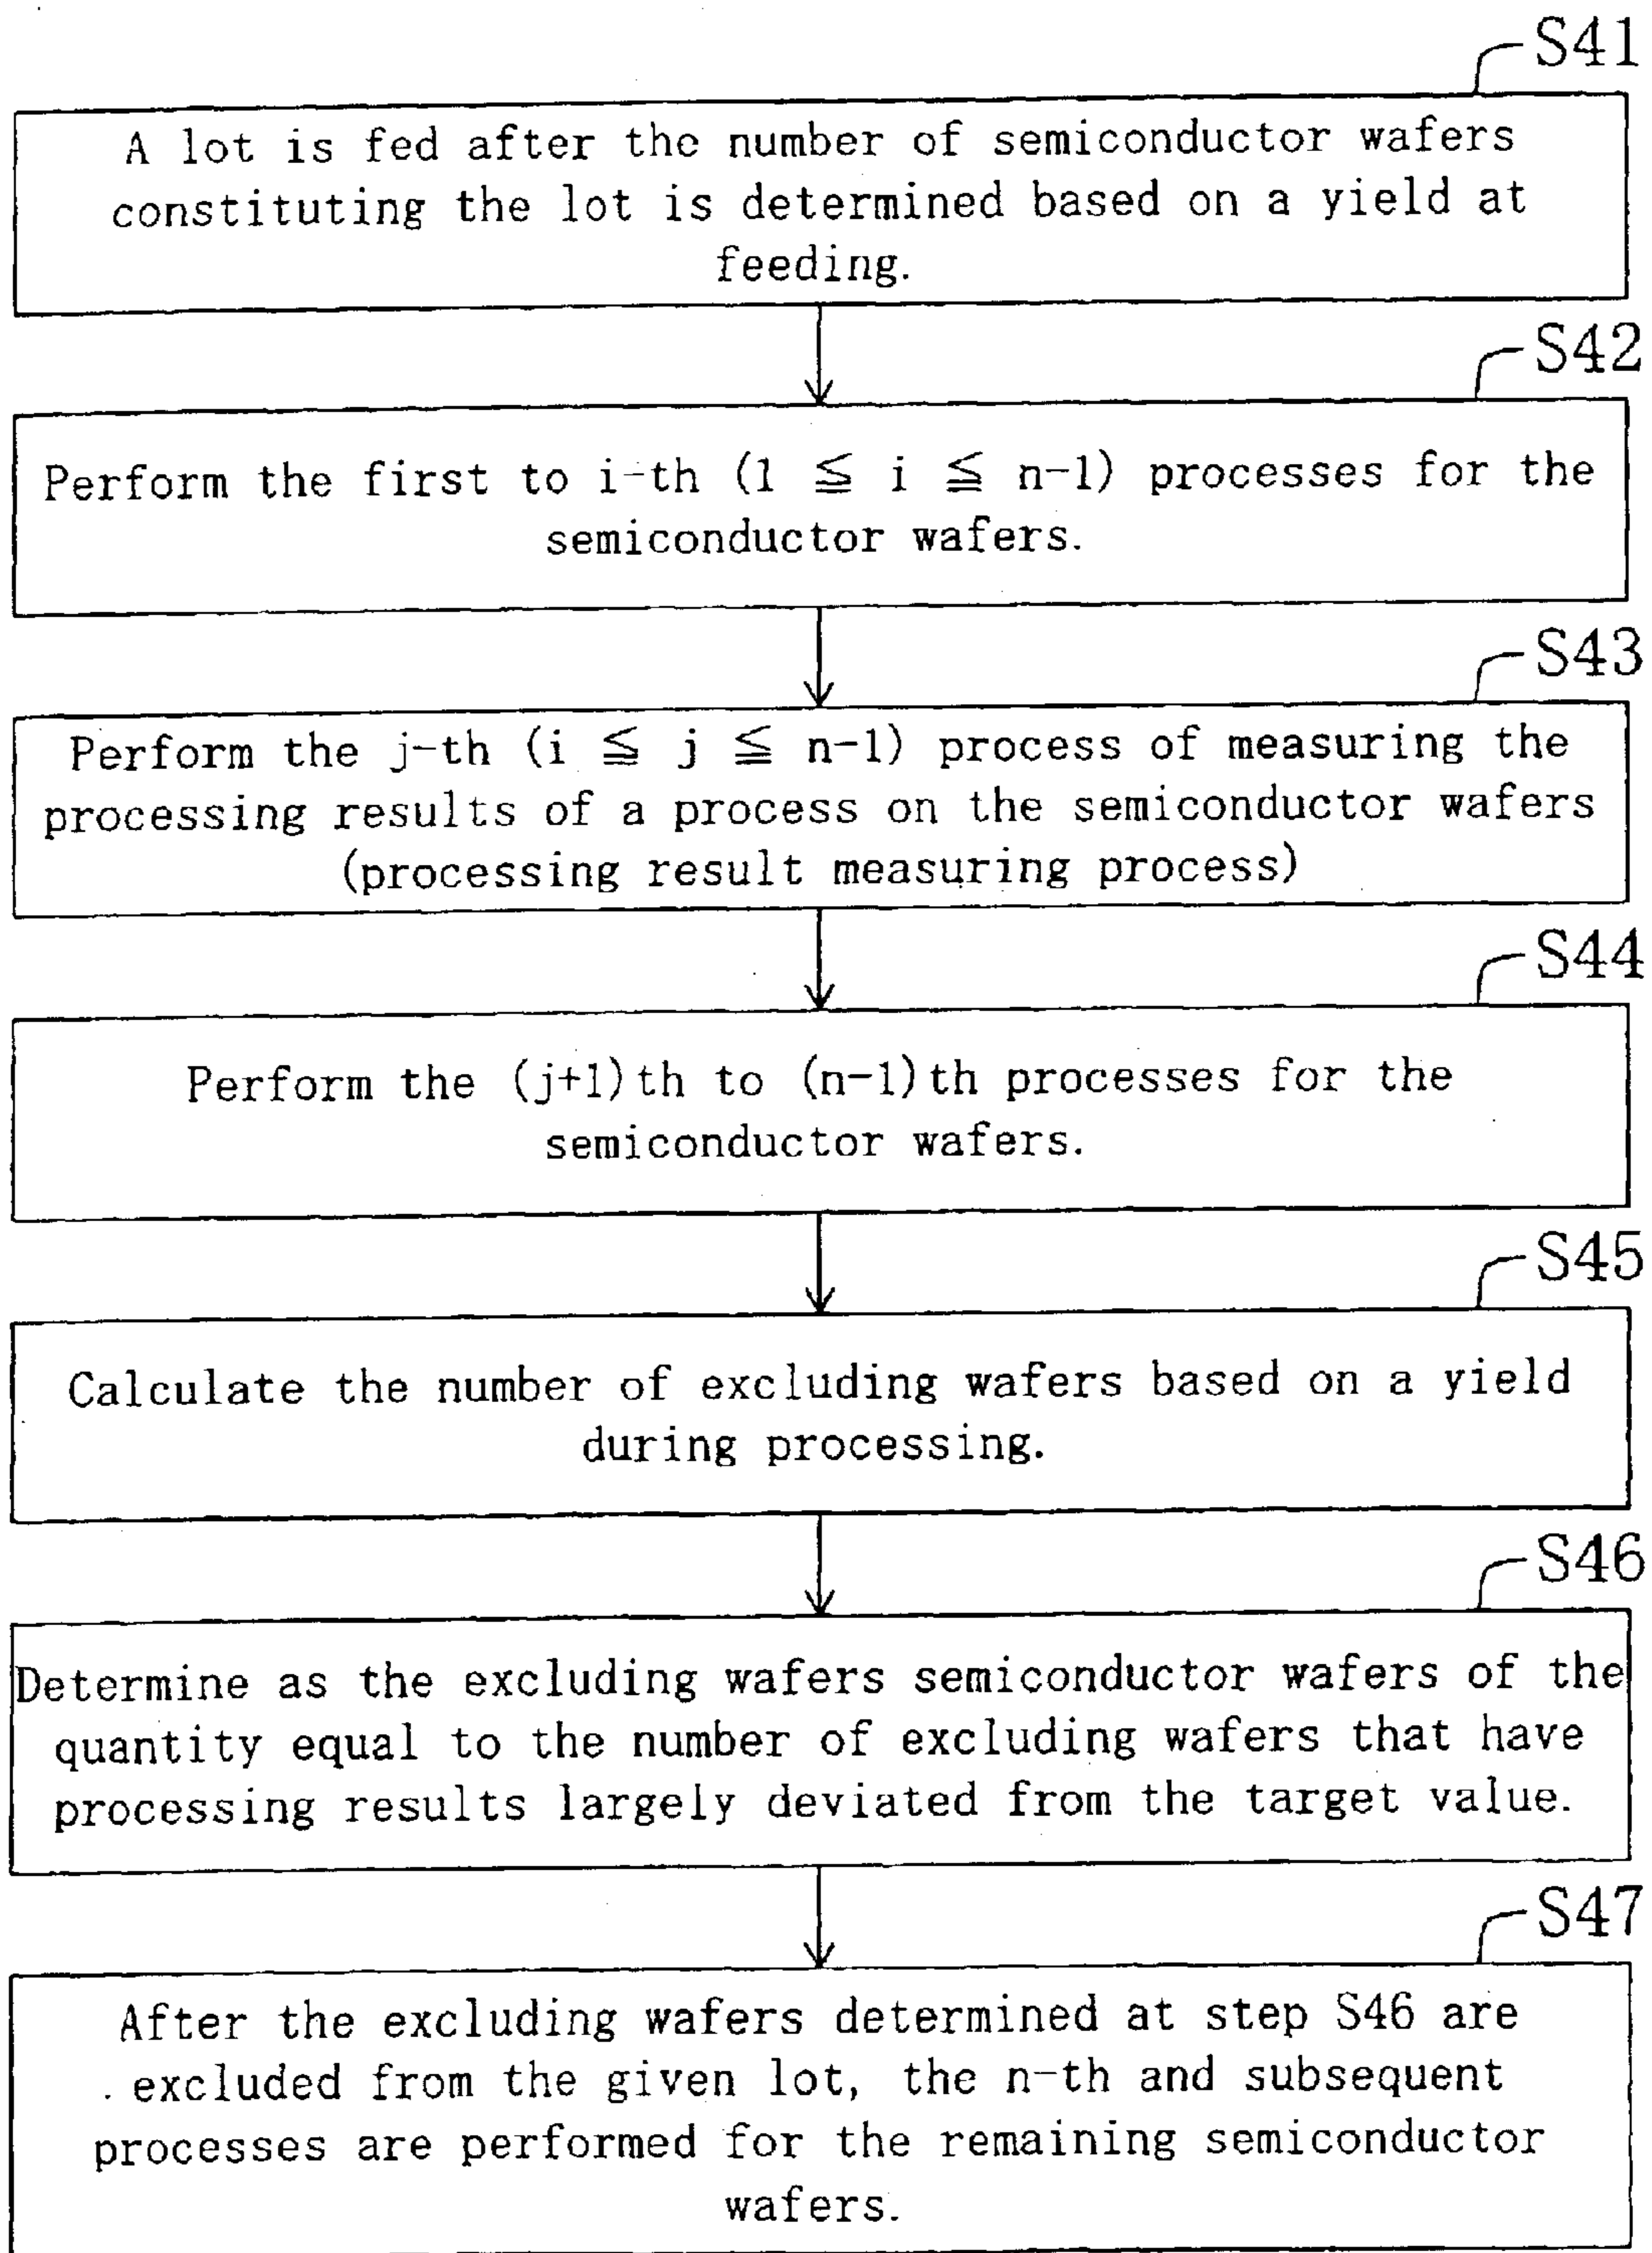 S41
A lot is fed after the number of semiconductor wafers
constituting the lot is determined based on a yield at
feeding.
S42
Perform the first to i-th (1 ≦ i ≦ n-1) processes for the
semiconductor wafers.
S43
Perform the j-th (i ≦ j ≦ n-1) process of measuring the
processing results of a process on the semiconductor wafers
(processing result measuring process)
S44
Perform the (j+1)th to (n-1)th processes for the
semiconductor wafers.
S45
Calculate the number of excluding wafers based on a yield
during processing.
S46
Determine as the excluding wafers semiconductor wafers of the
quantity equal to the number of excluding wafers that have
processing results largely deviated from the target value.
S47
After the excluding wafers determined at step S46 are
excluded from the given lot, the n-th and subsequent
processes are performed for the remaining semiconductor
wafers.